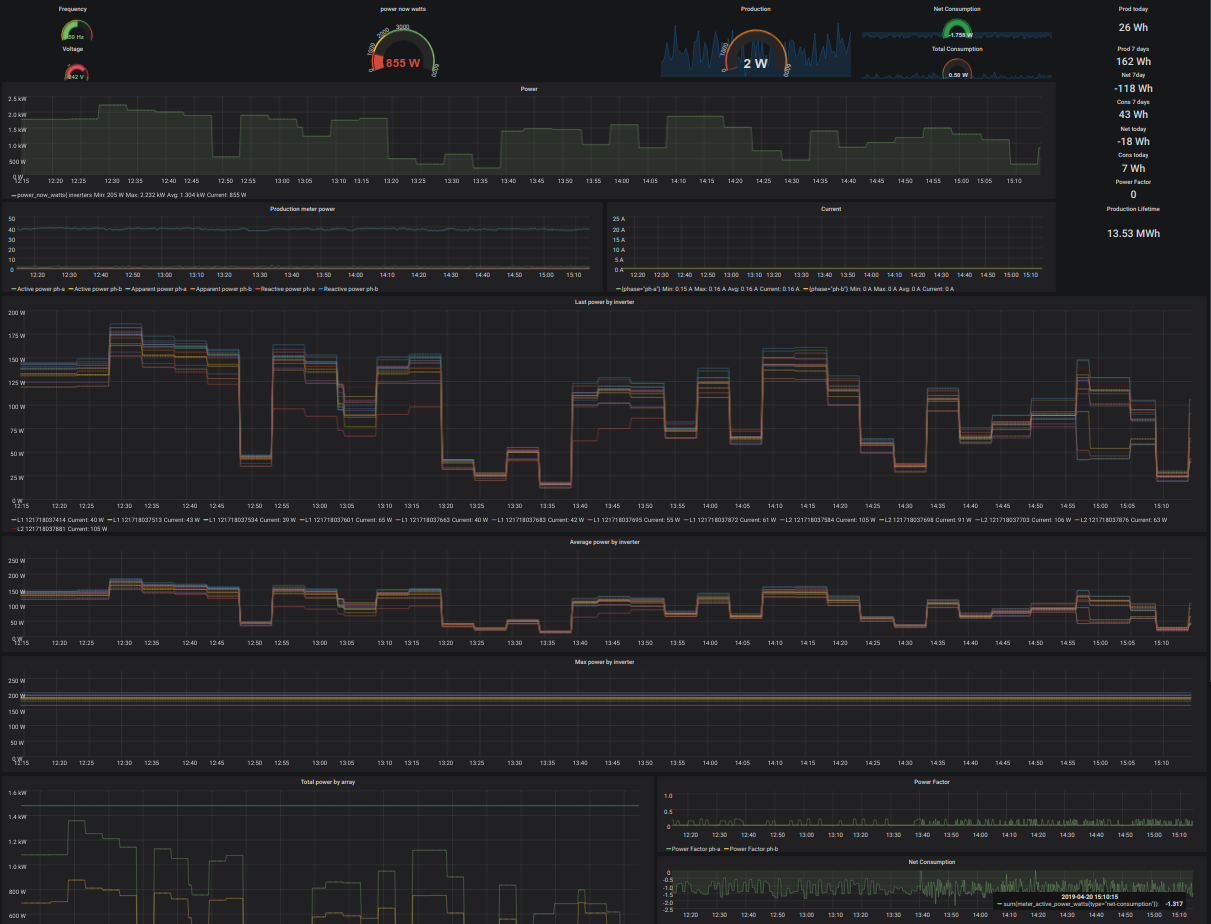 Frequency
power now watts
Production
Net Consumption
Prod today
26 Wh
-1.758 W
Voltage
Total Consumption
Prod 7 days
162 Wh
1000
2000
3000
0
855 W
1000
0
2 W
0.50 W
Net 7day
-118 Wh
Cons 7 days
43 Wh
Net today
-18 Wh
Cons today
7 Wh
Power Factor
0
Production Lifetime
13.53 MWh
Power
2.5 kW
2.0 kW
1.5 kW
1.0 kW
500 W
0 W
12:15 12:20 12:25 12:30 12:35 12:40 12:45 12:50 12:55 13:00 13:05 13:10 13:15 13:20 13:25 13:30 13:35 13:40 13:45 13:50 13:55 14:00 14:05 14:10 14:15 14:20 14:25 14:30 14:35 14:40 14:45 14:50 14:55 15:00 15:05 15:10
power_now_watts{ inverters Min: 205 W Max: 2.232 kW Avg: 1.304 kW Current: 855 W
Production meter power
50
40
30
20
10
0
12:20 12:30 12:40 12:50 13:00 13:10 13:20 13:30 13:40 13:50 14:00 14:10 14:20 14:30 14:40 14:50 15:00 15:10
Active power ph-a Active power ph-b Apparent power ph-a Apparent power ph-b Reactive power ph-a Reactive power ph-b
Current
25 A
20 A
15 A
10 A
5 A
0 A
12:20 12:30 12:40 12:50 13:00 13:10 13:20 13:30 13:40 13:50 14:00 14:10 14:20 14:30 14:40 14:50 15:00 15:10
{phase="ph-a"} Min: 0.15 A Max: 0.16 A Avg: 0.16 A Current: 0.16 A {phase="ph-b"} Min: 0 A Max: 0 A Avg: 0 A Current: 0 A
Last power by inverter
200 W
175 W
150 W
125 W
100 W
75 W
50 W
25 W
0 W
12:15 12:20 12:25 12:30 12:35 12:40 12:45 12:50 12:55 13:00 13:05 13:10 13:15 13:20 13:25 13:30 13:35 13:40 13:45 13:50 13:55 14:00 14:05 14:10 14:15 14:20 14:25 14:30 14:35 14:40 14:45 14:50 14:55 15:00 15:05 15:10
L1 121718037414 Current: 40 W L1 121718037513 Current: 43 W L1 121718037534 Current: 39 W L1 121718037601 Current: 65 W L1 121718037663 Current: 40 W L1 121718037683 Current: 42 W L1 121718037695 Current: 55 W L1 121718037872 Current: 61 W L2 121718037584 Current: 105 W L2 121718037698 Current: 91 W L2 121718037703 Current: 106 W L2 121718037876 Current: 63 W
L2 121718037881 Current: 105 W
Average power by inverter
250 W
200 W
150 W
100 W
50 W
0 W
12:15 12:20 12:25 12:30 12:35 12:40 12:45 12:50 12:55 13:00 13:05 13:10 13:15 13:20 13:25 13:30 13:35 13:40 13:45 13:50 13:55 14:00 14:05 14:10 14:15 14:20 14:25 14:30 14:35 14:40 14:45 14:50 14:55 15:00 15:05 15:10
Max power by inverter
250 W
200 W
150 W
100 W
50 W
0 W
12:15 12:20 12:25 12:30 12:35 12:40 12:45 12:50 12:55 13:00 13:05 13:10 13:15 13:20 13:25 13:30 13:35 13:40 13:45 13:50 13:55 14:00 14:05 14:10 14:15 14:20 14:25 14:30 14:35 14:40 14:45 14:50 14:55 15:00 15:05 15:10
Total power by array
1.6 kW
1.4 kW
1.2 kW
1.0 kW
800 W
600 W
Power Factor
1.0
0.5
0
12:20 12:30 12:40 12:50 13:00 13:10 13:20 13:30 13:40 13:50 14:00 14:10 14:20 14:30 14:40 14:50 15:00 15:10
Power Factor ph-a Power Factor ph-b
Net Consumption
0
-0.5
-1.0
-1.5
-2.0
-2.5
2019-04-20 15:10:15
sum(meter_active_power_watts{type="net-consumption"}): -1.317